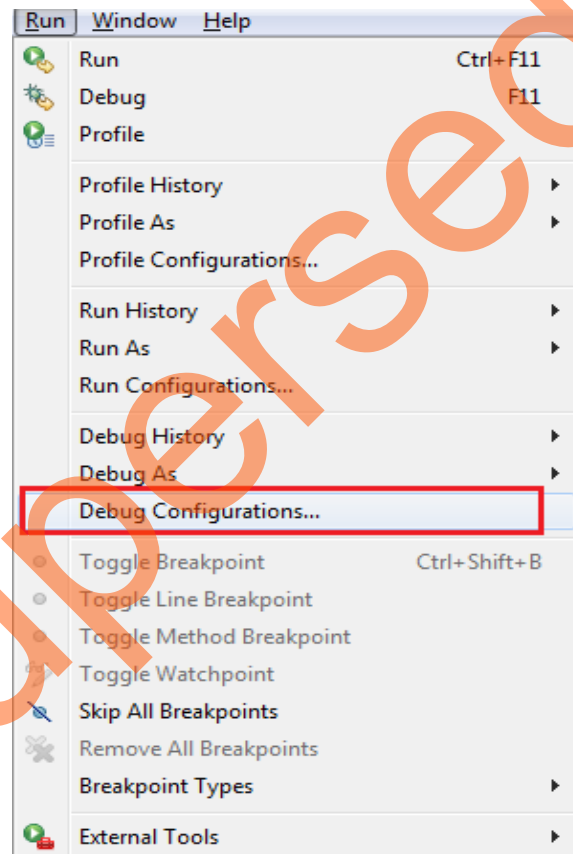 Run Window Help
Run Ctrl+F11
Debug F11
Profile
Profile History
Profile As
Profile Configurations...
Run History
Run As
Run Configurations...
Debug History
Debug As
Debug Configurations...
Toggle Breakpoint Ctrl+Shift+B
Toggle Line Breakpoint
Toggle Method Breakpoint
Toggle Watchpoint
Skip All Breakpoints
Remove All Breakpoints
Breakpoint Types
External Tools
upersed